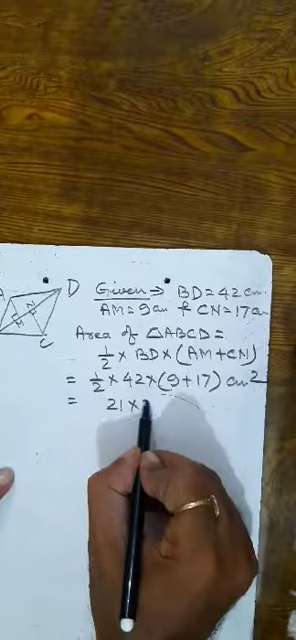 A D Given → BD = 42 cm.
M N AM = 9 cm & CN = 17 cm
C
Area of △ABCD =
1/2 × BD × (AM + CN)
= 1/2 × 42 × (9 + 17) cm²
= 21 ×